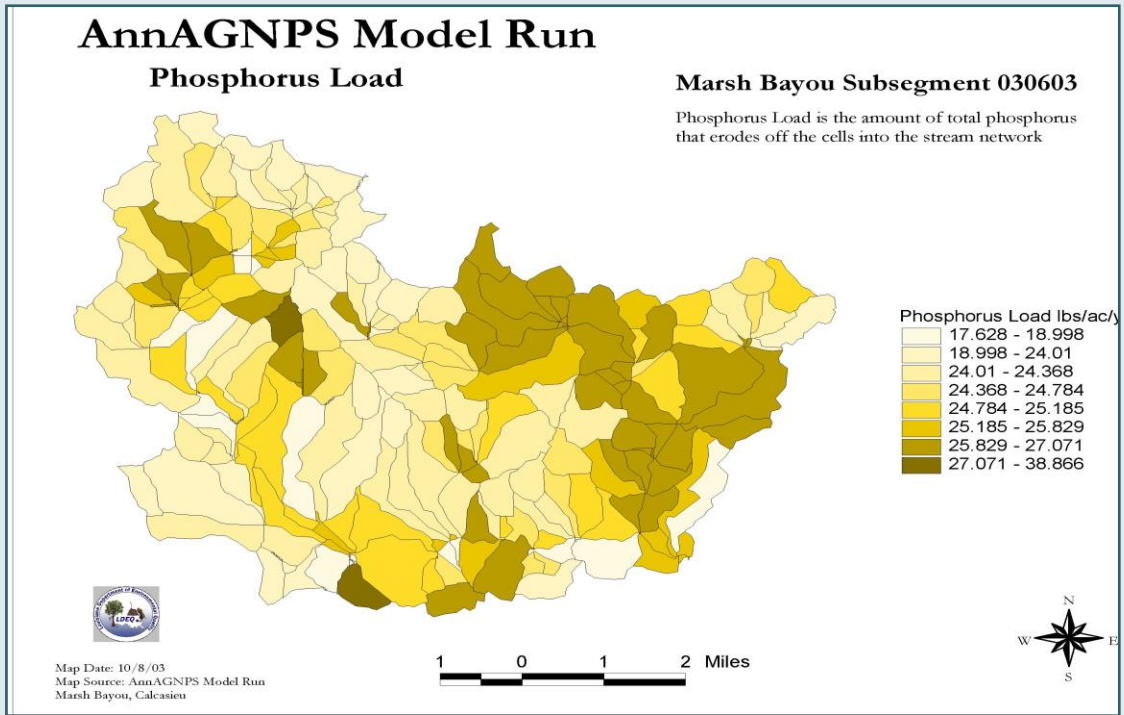 AnnAGNPS Model Run
Phosphorus Load
Marsh Bayou Subsegment 030603
Phosphorus Load is the amount of total phosphorus
that erodes off the cells into the stream network
Phosphorus Load lbs/ac/y
17.628 - 18.998
18.998 - 24.01
24.01 - 24.368
24.368 - 24.784
24.784 - 25.185
25.185 - 25.829
25.829 - 27.071
27.071 - 38.866
LDEQ
Map Date: 10/8/03
Map Source: AnnAGNPS Model Run
Marsh Bayou, Calcasieu
1 0 1 2 Miles
N
W E
S